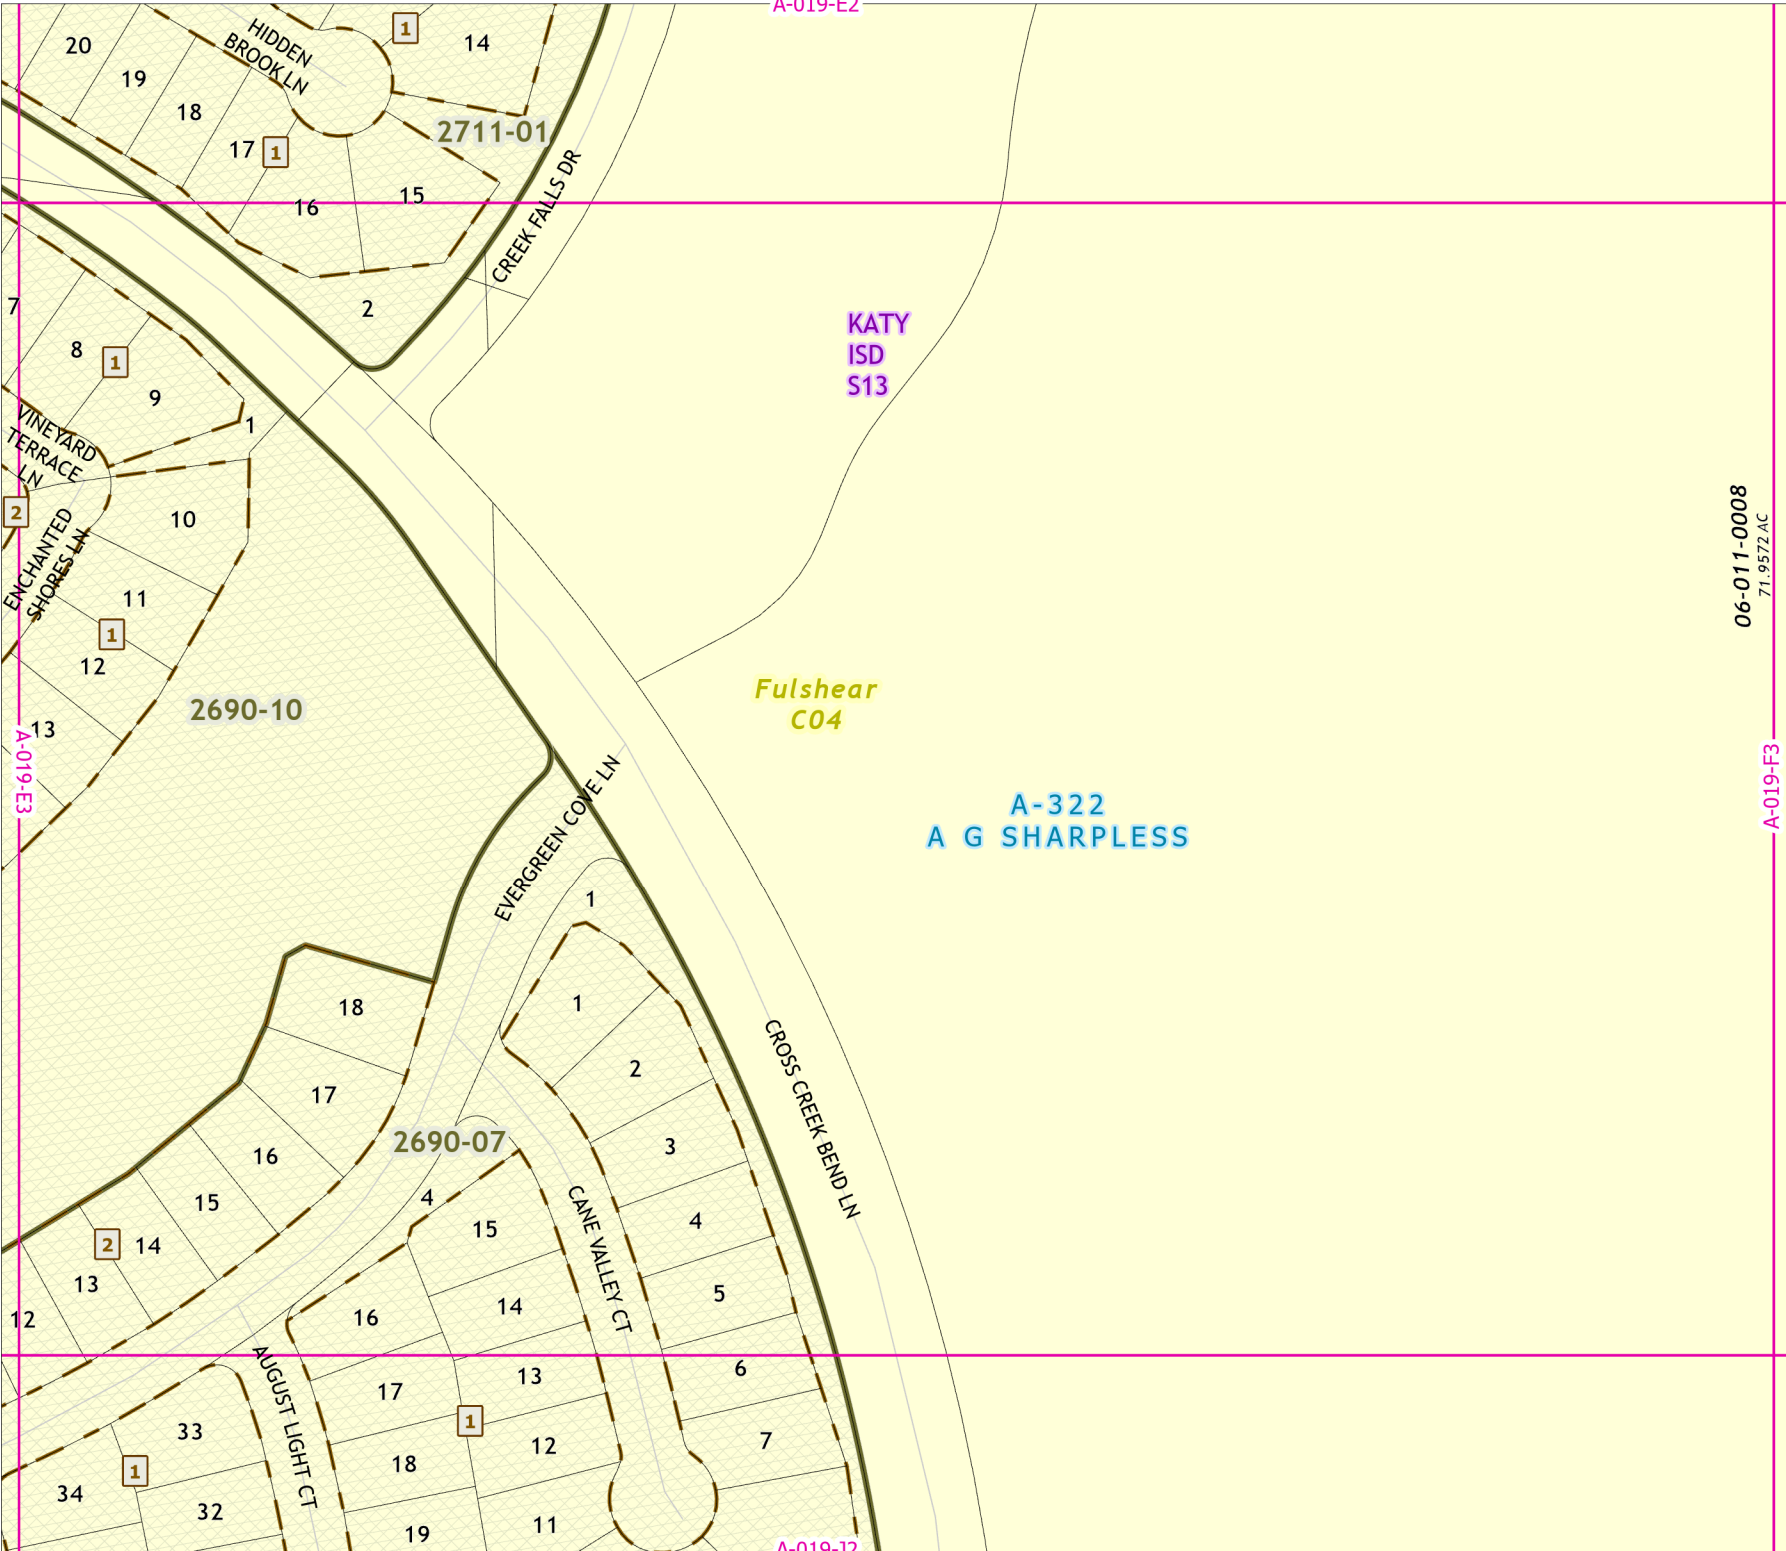 A-019-E2
20
19
18
17
1
16
15
HIDDEN
BROOK LN
1
14
2711-01
CREEK FALLS DR
2
7
8
1
9
1
VINEYARD
TERRACE
LN
2
ENCHANTED
SHORES LN
10
11
1
12
13
A-019-E3
2690-10
KATY
ISD
S13
Fulshear
C04
A-322
A G SHARPLESS
06-011-0008
71.9572 AC
A-019-F3
EVERGREEN COVE LN
1
1
2
3
4
5
6
7
CROSS CREEK BEND LN
18
17
16
15
2
14
13
12
2690-07
4
15
CANE VALLEY CT
16
14
17
13
1
18
12
19
11
AUGUST LIGHT CT
33
1
34
32
A-019-J2